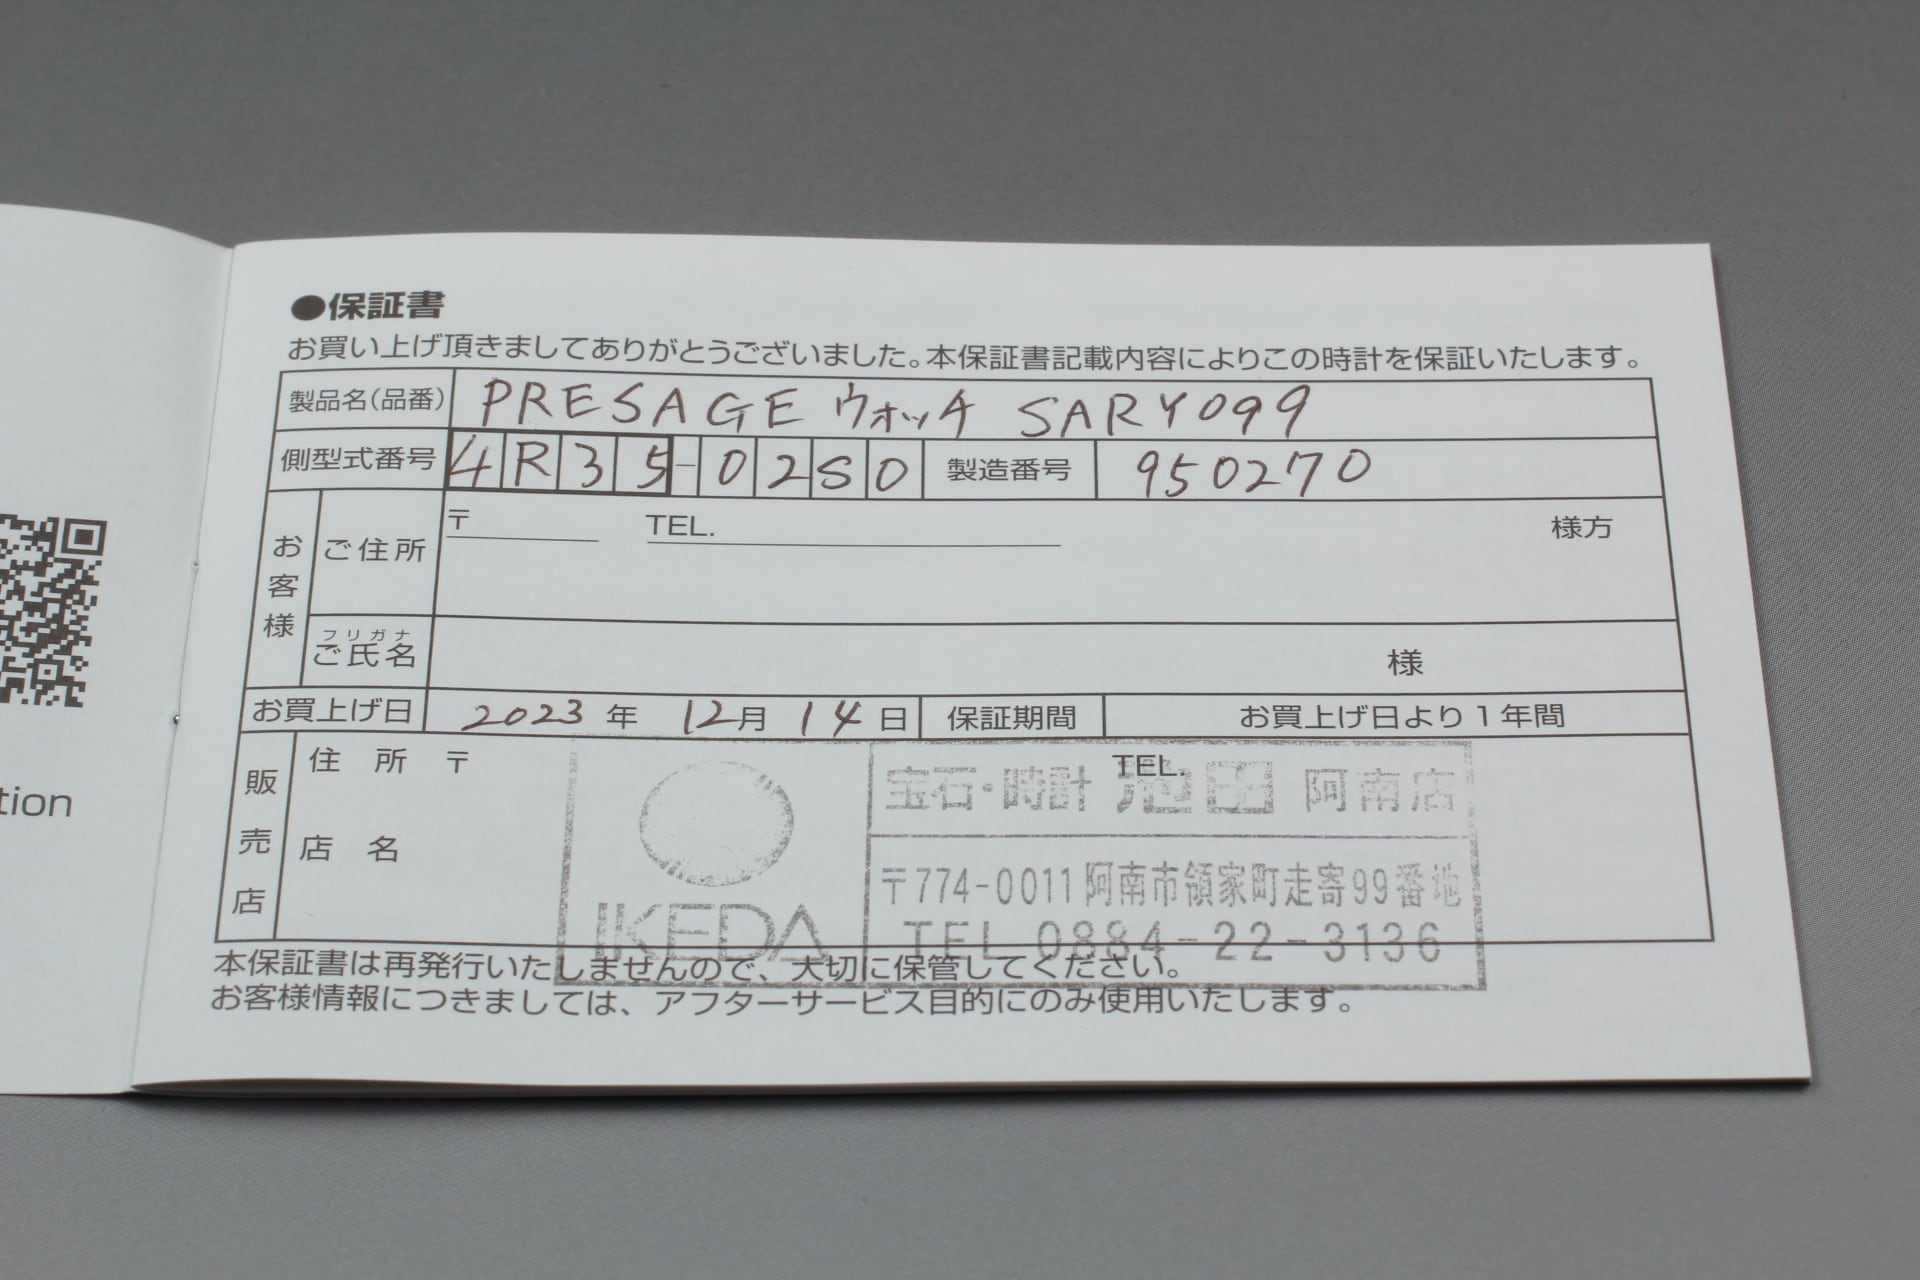 tion
●保証書
お買い上げ頂きましてありがとうございました。本保証書記載内容によりこの時計を保証いたします。
製品名(品番) PRESAGE ウォッチ SARY099
側型式番号 4R35-02S0 製造番号 950270
お客様 ご住所 〒 TEL. 様方
フリガナ
ご氏名 様
お買上げ日 2023年 12月 14日 保証期間 お買上げ日より1年間
販売店 住所 〒 TEL.
店名
宝石・時計 池田 阿南店
〒774-0011 阿南市領家町走寄99番地
IKEDA TEL 0884-22-3136
本保証書は再発行いたしませんので、大切に保管してください。
お客様情報につきましては、アフターサービス目的にのみ使用いたします。